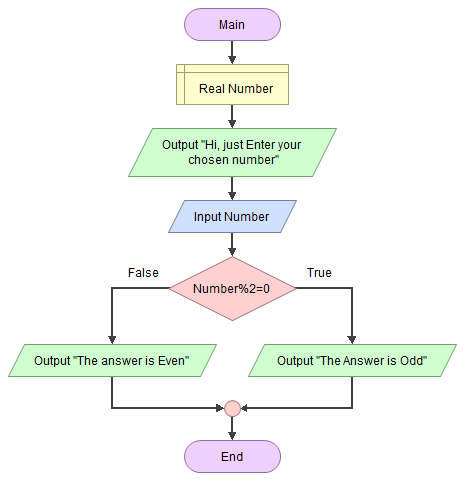 Main
Real Number
Output "Hi, just Enter your
chosen number"
Input Number
False
True
Number%2=0
Output "The answer is Even"
Output "The Answer is Odd"
End